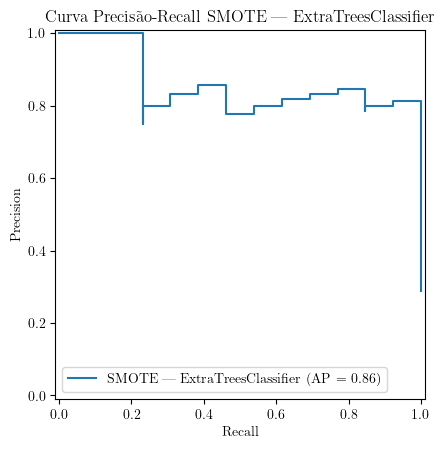 Curva Precisão-Recall SMOTE — ExtraTreesClassifier
1.0
0.8
0.6
0.4
0.2
0.0
Precision
SMOTE — ExtraTreesClassifier (AP = 0.86)
0.0 0.2 0.4 0.6 0.8 1.0
Recall